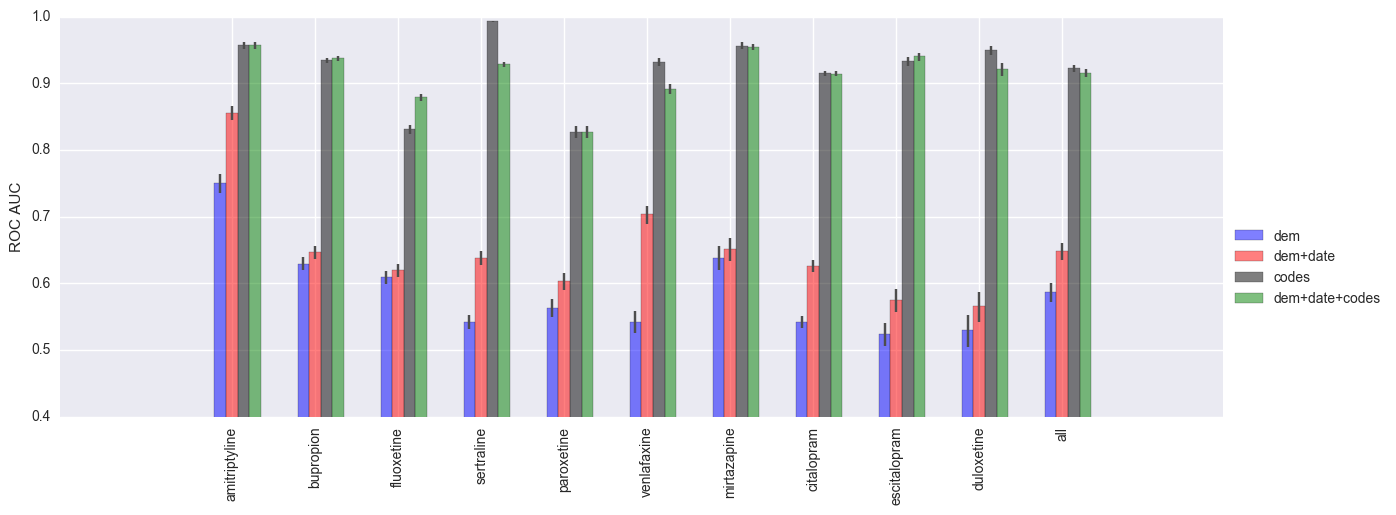 1.0
0.9
0.8
0.7
0.6
0.5
0.4
ROC AUC
amitriptyline
bupropion
fluoxetine
sertraline
paroxetine
venlafaxine
mirtazapine
citalopram
escitalopram
duloxetine
all
dem
dem+date
codes
dem+date+codes